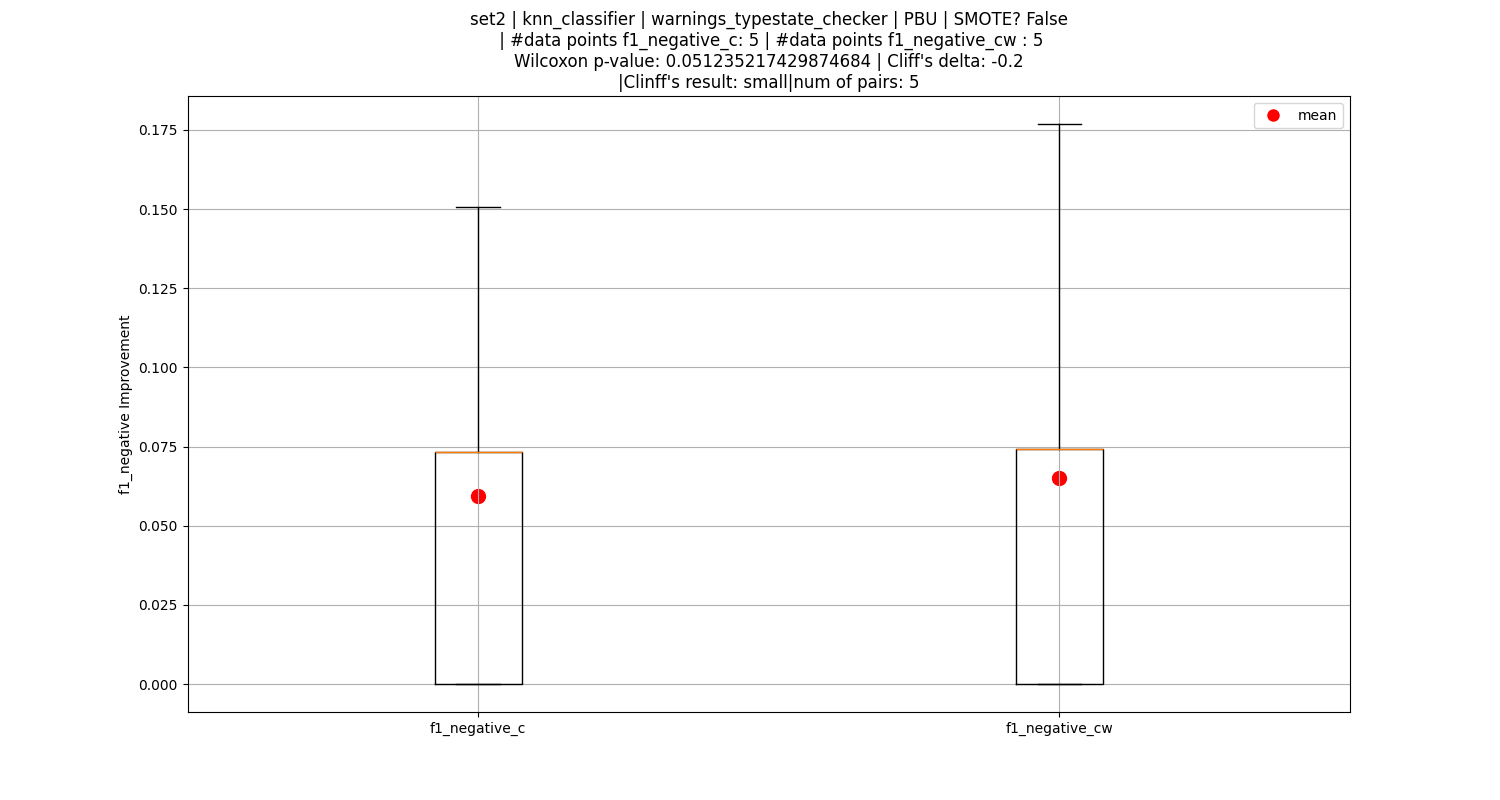 set2 | knn_classifier | warnings_typestate_checker | PBU | SMOTE? False
| #data points f1_negative_c: 5 | #data points f1_negative_cw : 5
Wilcoxon p-value: 0.051235217429874684 | Cliff's delta: -0.2
|Clinff's result: small|num of pairs: 5
mean
0.175
0.150
0.125
0.100
0.075
0.050
0.025
0.000
f1_negative Improvement
f1_negative_c
f1_negative_cw